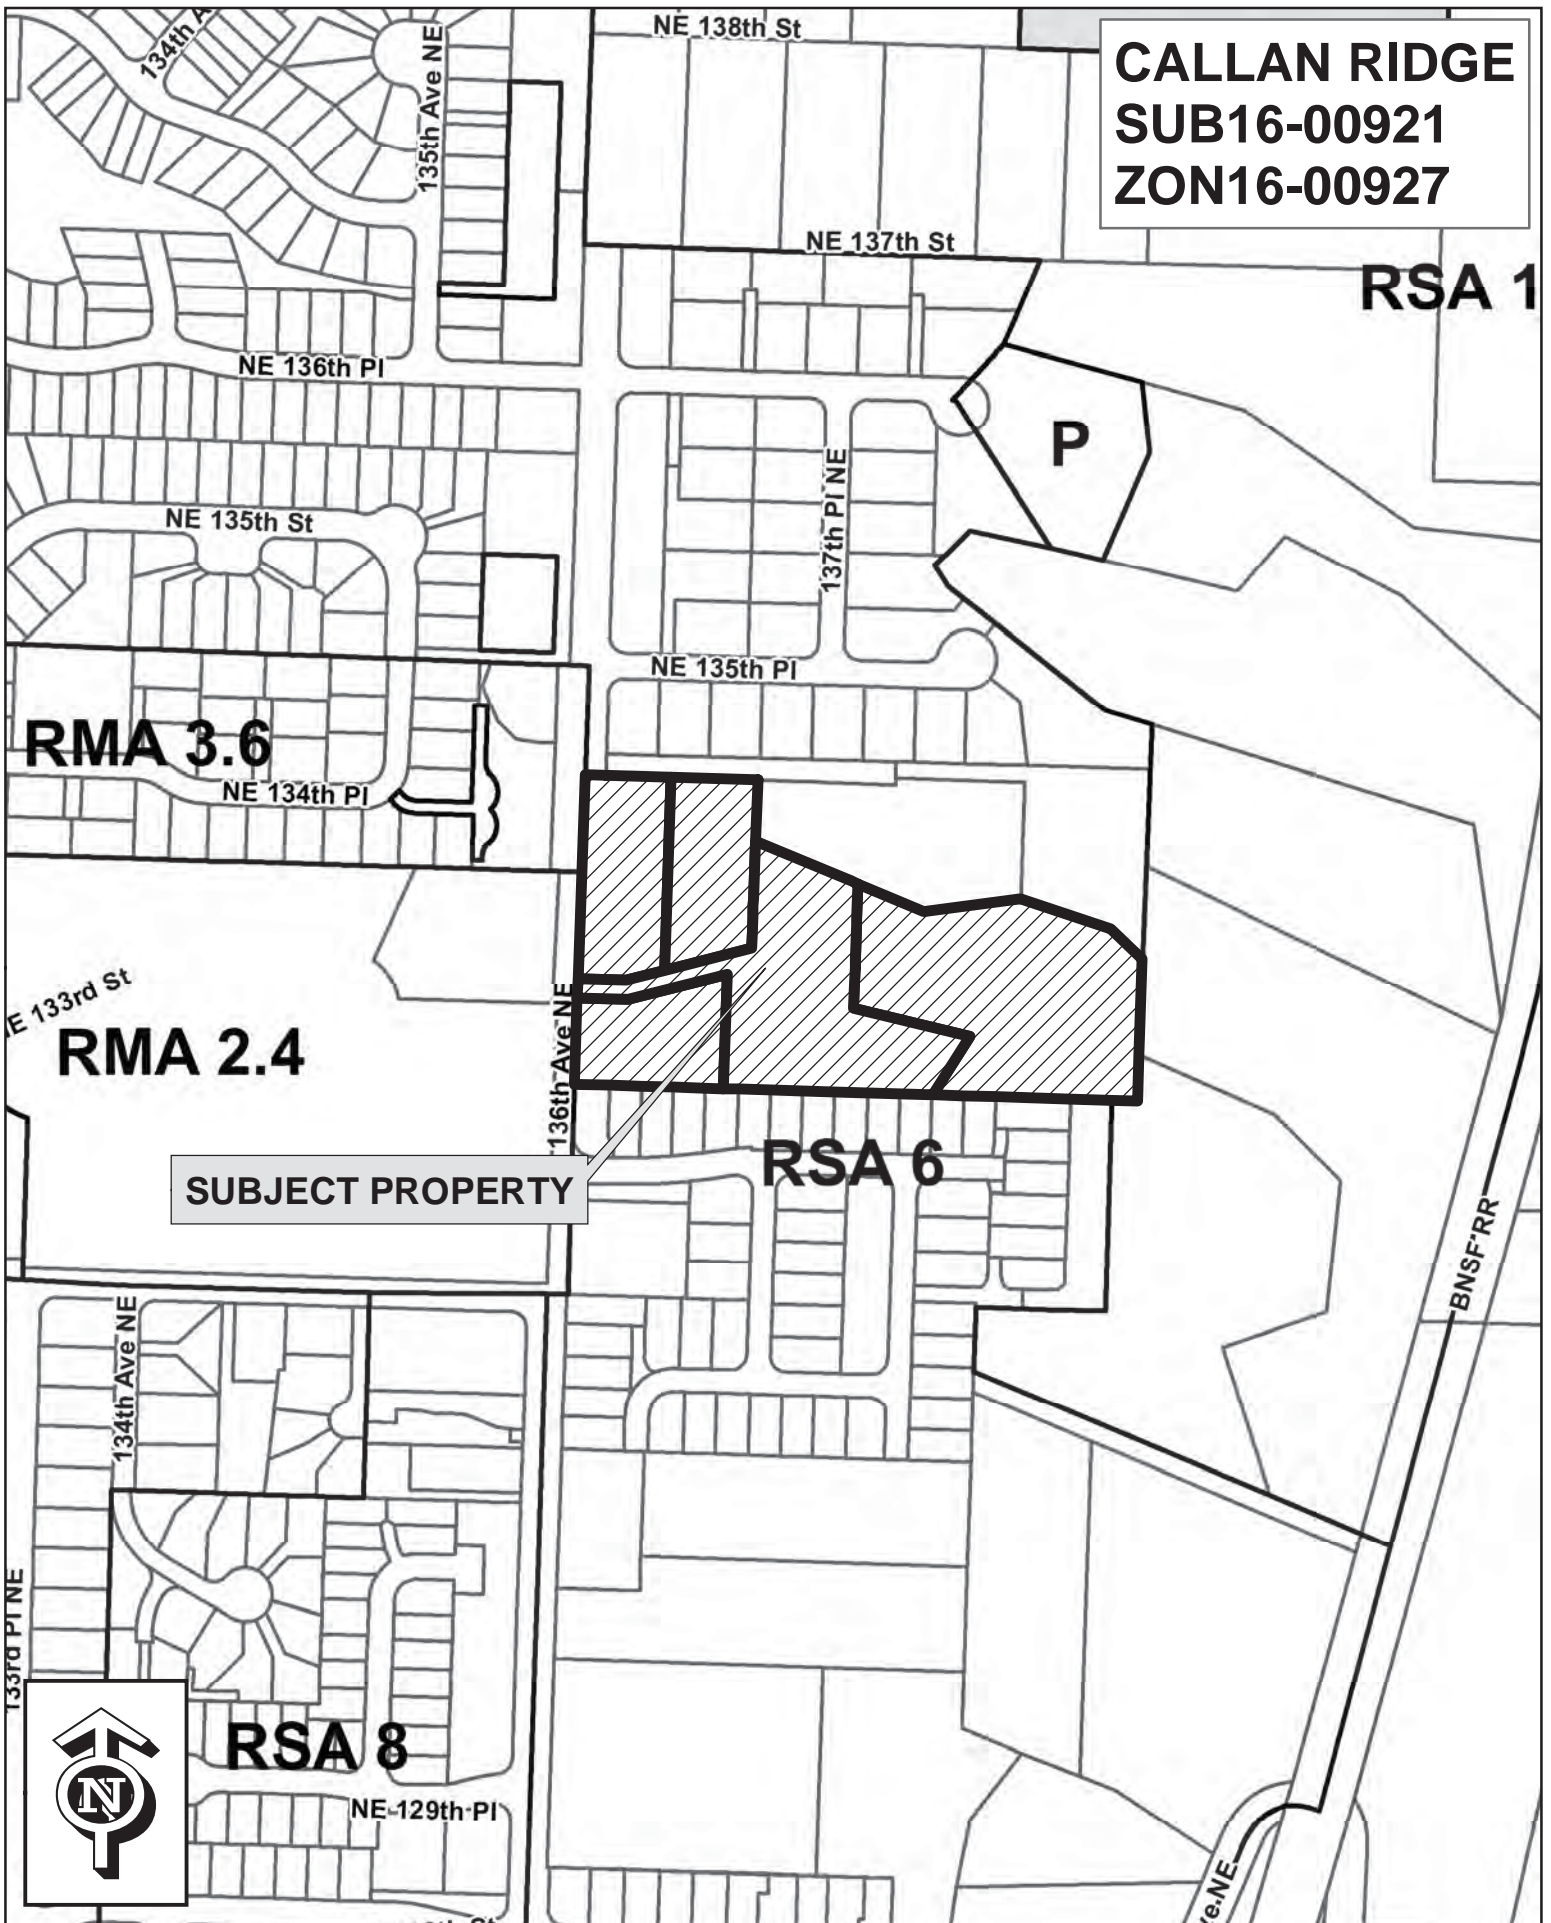 NE 138th St
134th A
135th Ave NE
CALLAN RIDGE
SUB16-00921
ZON16-00927
NE 137th St
RSA 1
NE 136th Pl
P
137th Pl NE
NE 135th St
NE 135th Pl
RMA 3.6
NE 134th Pl
E 133rd St
RMA 2.4
136th Ave NE
RSA 6
SUBJECT PROPERTY
BNSF RR
134th Ave NE
133rd Pl NE
RSA 8
N
NE 129th Pl
ve NE
th St